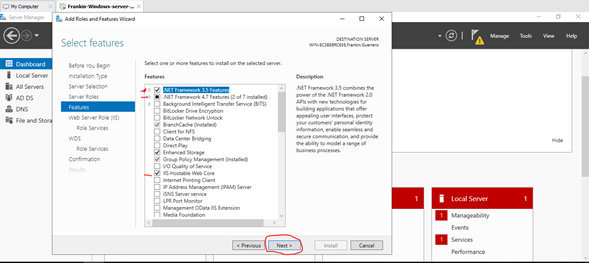 My Computer
Frankin-Windows-server-...
Server Manager
Add Roles and Features Wizard
Select features
DESTINATION SERVER
Manage
Tools
View
Help
Dashboard
Local Server
All Servers
AD DS
DNS
File and Stora
Before You Begin
Installation Type
Server Selection
Server Roles
Features
Web Server Role (IIS)
Role Services
WDS
Role Services
Confirmation
Results
Select one or more features to install on the selected server.
Features
.NET Framework 3.5 Features
.NET Framework 4.7 Features (2 of 7 installed)
Background Intelligent Transfer Service (BITS)
BitLocker Drive Encryption
BitLocker Network Unlock
BranchCache (Installed)
Client for NFS
Data Center Bridging
Direct Play
Enhanced Storage
Group Policy Management (Installed)
I/O Quality of Service
IIS Hostable Web Core
Internet Printing Client
IP Address Management (IPAM) Server
iSNS Server service
LPR Port Monitor
Management OData IIS Extension
Media Foundation
Description
.NET Framework 3.5 combines the
power of the .NET Framework 2.0
APIs with new technologies for
building applications that offer
appealing user interfaces, protect
your customers' personal identity
information, enable seamless and
secure communication, and provide
the ability to model a range of
business processes.
Hide
< Previous
Next >
Install
Cancel
1
Local Server
1
Manageability
Events
1
Services
Performance